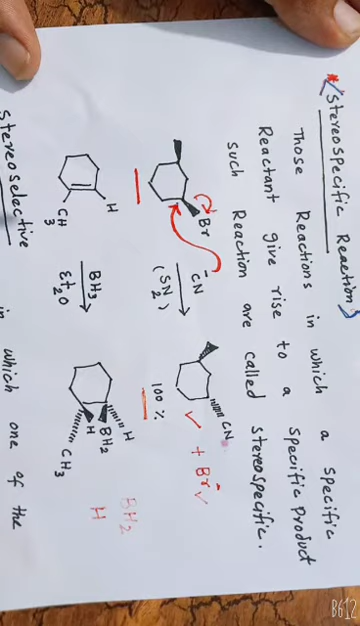 *(Stereospecific Reaction)
Those Reactions in which a specific
Reactant give rise to a specific product
such Reaction are called stereospecific.
Br
C̄N
(SN2)
CN
100 %
+ Br̄
H
CH3
BH3
Et2O
H
BH2
H
CH3
BH2
H
stereoselective
in which one of the
B612